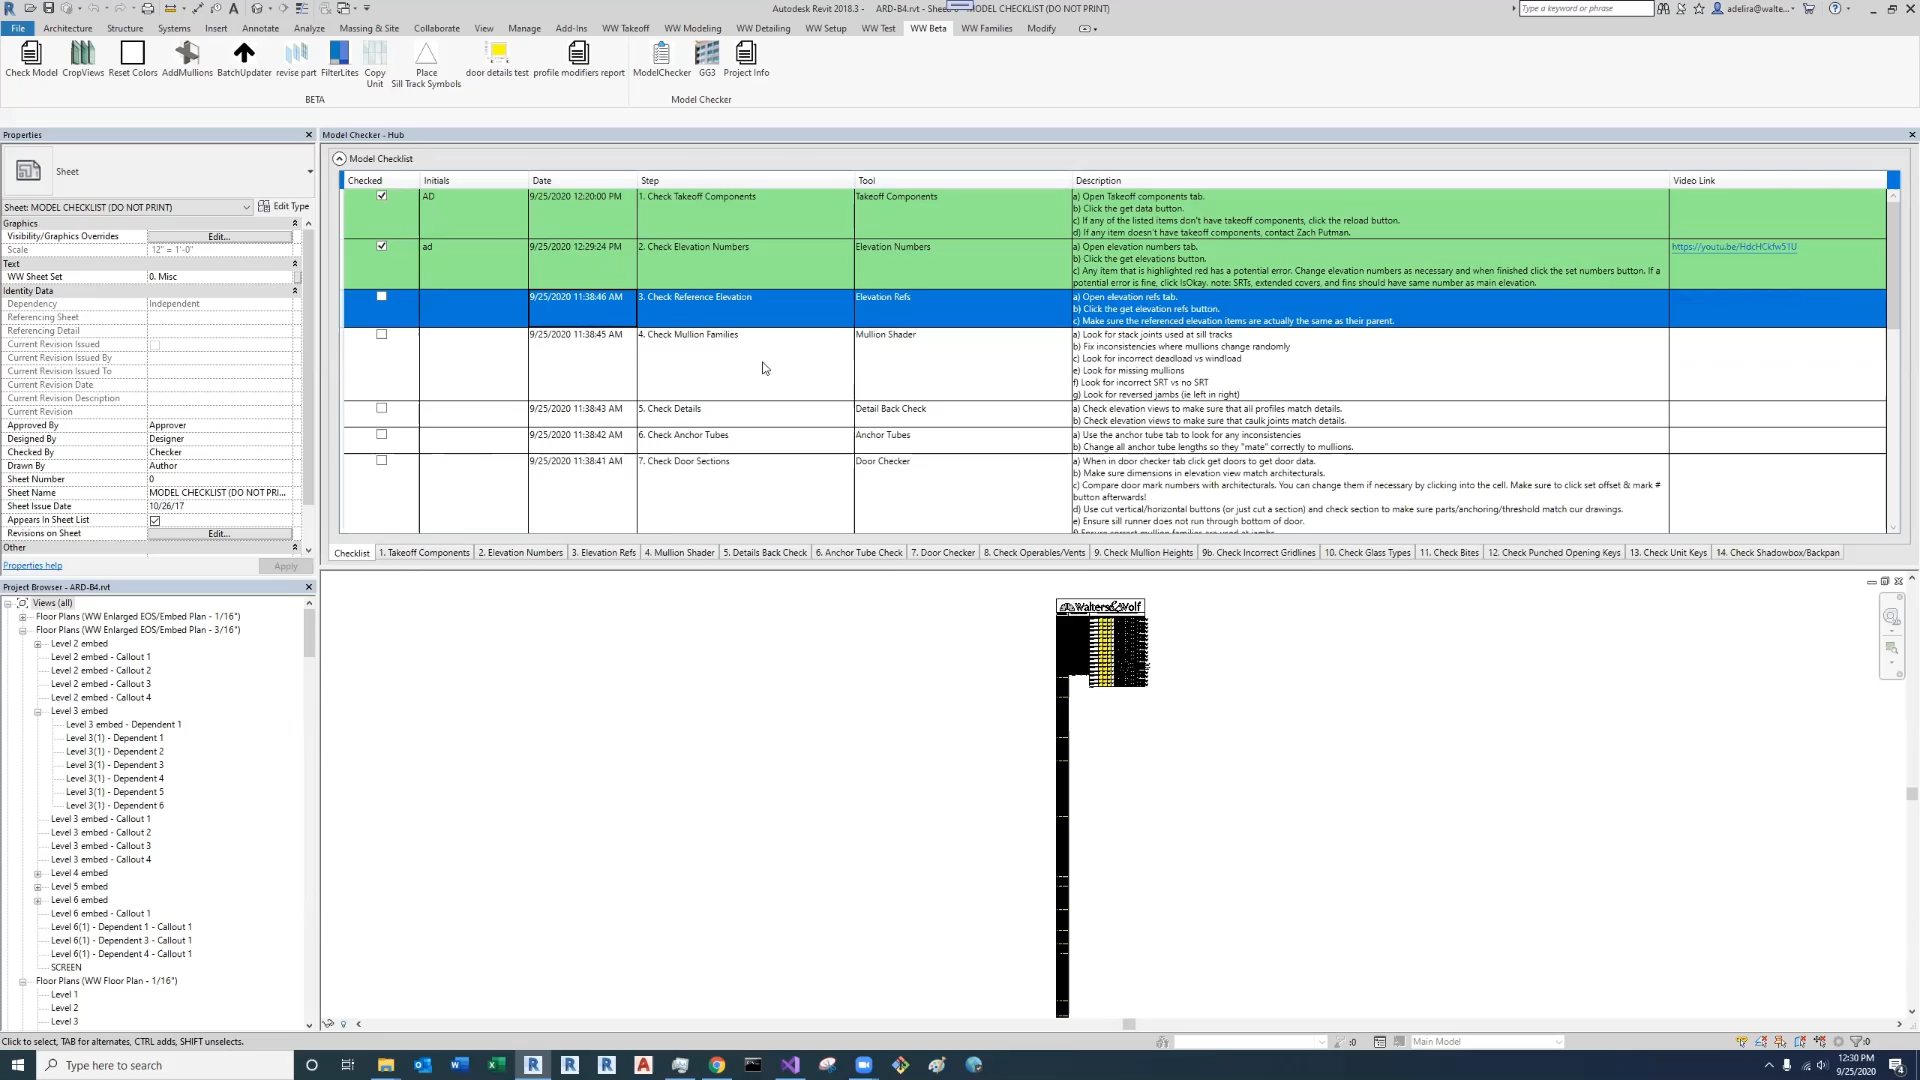 Autodesk Revit 2018.3 - ARD-B4.rvt - Sheet: 0 - MODEL CHECKLIST (DO NOT PRINT)
Type a keyword or phrase
adelira@walte...
File Architecture Structure Systems Insert Annotate Analyze Massing & Site Collaborate View Manage Add-Ins WW Takeoff WW Modeling WW Detailing WW Setup WW Test WW Beta WW Families Modify
Check Model CropViews Reset Colors AddMullions BatchUpdater revise part FilterLites Copy Unit Place Sill Track Symbols door details test profile modifiers report ModelChecker GG3 Project Info
BETA Model Checker
Properties
Sheet
Sheet: MODEL CHECKLIST (DO NOT PRINT) Edit Type
Graphics
Visibility/Graphics Overrides Edit...
Scale 12" = 1'-0"
Text
WW Sheet Set 0. Misc
Identity Data
Dependency Independent
Referencing Sheet
Referencing Detail
Current Revision Issued
Current Revision Issued By
Current Revision Issued To
Current Revision Date
Current Revision Description
Current Revision
Approved By Approver
Designed By Designer
Checked By Checker
Drawn By Author
Sheet Number 0
Sheet Name MODEL CHECKLIST (DO NOT PRI...
Sheet Issue Date 10/26/17
Appears In Sheet List
Revisions on Sheet Edit...
Other
Properties help Apply
Project Browser - ARD-B4.rvt
Views (all)
Floor Plans (WW Enlarged EOS/Embed Plan - 1/16")
Floor Plans (WW Enlarged EOS/Embed Plan - 3/16")
Level 2 embed
Level 2 embed - Callout 1
Level 2 embed - Callout 2
Level 2 embed - Callout 3
Level 2 embed - Callout 4
Level 3 embed
Level 3 embed - Dependent 1
Level 3(1) - Dependent 1
Level 3(1) - Dependent 2
Level 3(1) - Dependent 3
Level 3(1) - Dependent 4
Level 3(1) - Dependent 5
Level 3(1) - Dependent 6
Level 3 embed - Callout 1
Level 3 embed - Callout 2
Level 3 embed - Callout 3
Level 3 embed - Callout 4
Level 4 embed
Level 5 embed
Level 6 embed
Level 6 embed - Callout 1
Level 6(1) - Dependent 1 - Callout 1
Level 6(1) - Dependent 3 - Callout 1
Level 6(1) - Dependent 4 - Callout 1
SCREEN
Floor Plans (WW Floor Plan - 1/16")
Level 1
Level 2
Level 3
Model Checker - Hub
Model Checklist
Checked Initials Date Step Tool Description Video Link
AD 9/25/2020 12:20:00 PM 1. Check Takeoff Components Takeoff Components a) Open Takeoff components tab.
b) Click the get data button.
c) If any of the listed items don't have takeoff components, click the reload button.
d) If any item doesn't have takeoff components, contact Zach Putman.
ad 9/25/2020 12:29:24 PM 2. Check Elevation Numbers Elevation Numbers a) Open elevation numbers tab. https://youtu.be/HdcHCkfw51U
b) Click the get elevations button.
c) Any item that is highlighted red has a potential error. Change elevation numbers as necessary and when finished click the set numbers button. If a
potential error is fine, click IsOkay. note: SRTs, extended covers, and fins should have same number as main elevation.
9/25/2020 11:38:46 AM 3. Check Reference Elevation Elevation Refs a) Open elevation refs tab.
b) Click the get elevation refs button.
c) Make sure the referenced elevation items are actually the same as their parent.
9/25/2020 11:38:45 AM 4. Check Mullion Families Mullion Shader a) Look for stack joints used at sill tracks
b) Fix inconsistencies where mullions change randomly
c) Look for incorrect deadload vs windload
e) Look for missing mullions
f) Look for incorrect SRT vs no SRT
g) Look for reversed jambs (ie left in right)
9/25/2020 11:38:43 AM 5. Check Details Detail Back Check a) Check elevation views to make sure that all profiles match details.
b) Check elevation views to make sure that caulk joints match details.
9/25/2020 11:38:42 AM 6. Check Anchor Tubes Anchor Tubes a) Use the anchor tube tab to look for any inconsistencies
b) Change all anchor tube lengths so they "mate" correctly to mullions.
9/25/2020 11:38:41 AM 7. Check Door Sections Door Checker a) When in door checker tab click get doors to get door data.
b) Make sure dimensions in elevation view match architecturals.
c) Compare door mark numbers with architecturals. You can change them if necessary by clicking into the cell. Make sure to click set offset & mark #
button afterwards!
d) Use cut vertical/horizontal buttons (or just cut a section) and check section to make sure parts/anchoring/threshold match our drawings.
e) Ensure sill runner does not run through bottom of door.
Checklist 1. Takeoff Components 2. Elevation Numbers 3. Elevation Refs 4. Mullion Shader 5. Details Back Check 6. Anchor Tube Check 7. Door Checker 8. Check Operables/Vents 9. Check Mullion Heights 9b. Check Incorrect Gridlines 10. Check Glass Types 11. Check Bites 12. Check Punched Opening Keys 13. Check Unit Keys 14. Check Shadowbox/Backpan
Walters&Wolf
Click to select, TAB for alternates, CTRL adds, SHIFT unselects. :0 Main Model :0
Type here to search
12:30 PM
9/25/2020